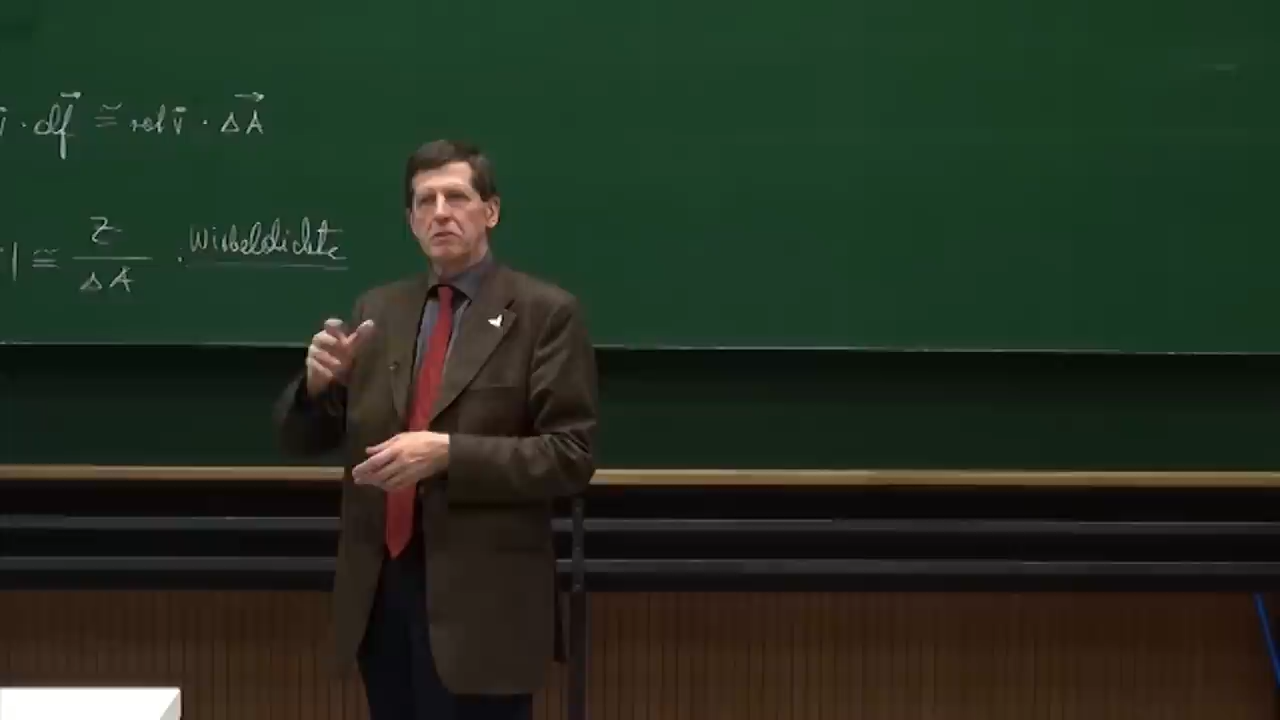 v⃗ · df⃗ ≅ rot v⃗ · ΔA⃗
| ≅ Z/ΔA · Wirbeldichte